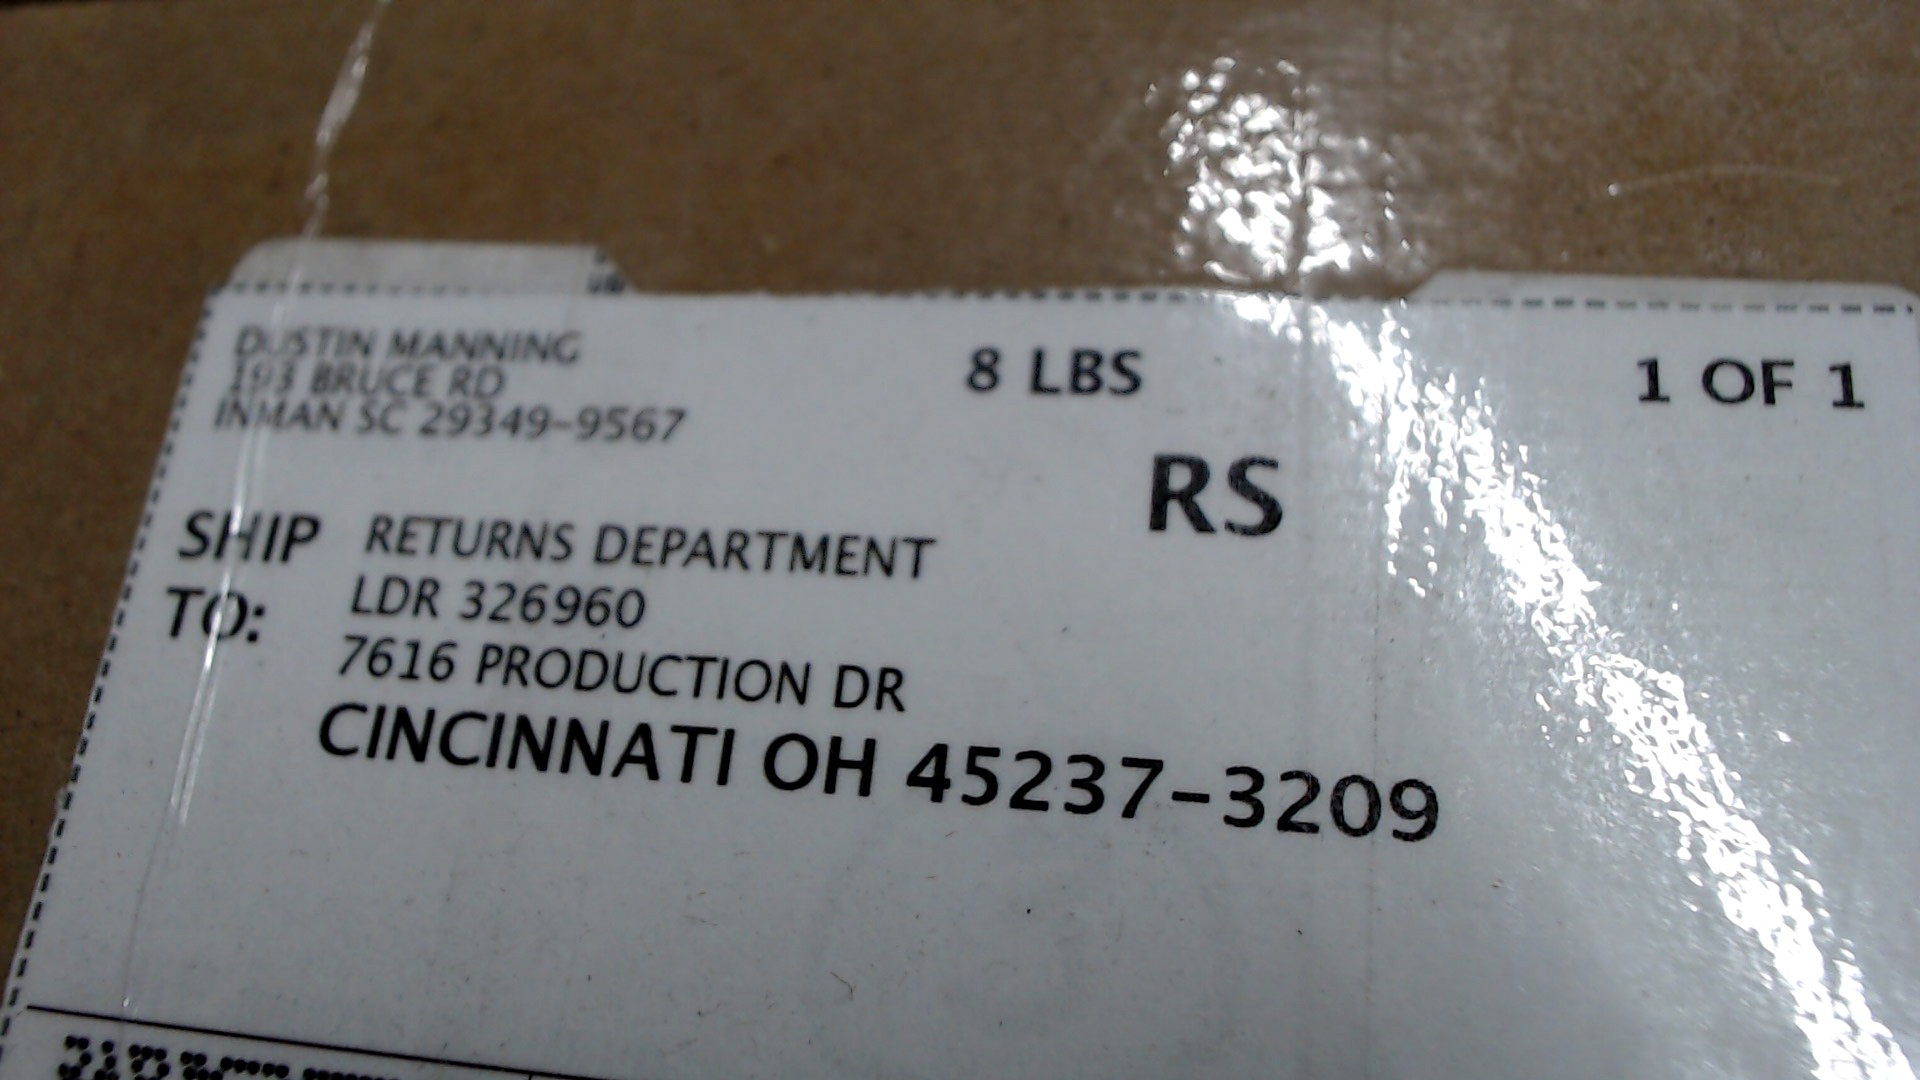 DUSTIN MANNING
193 BRUCE RD
INMAN SC 29349-9567
8 LBS
1 OF 1
RS
SHIP TO:
RETURNS DEPARTMENT
LDR 326960
7616 PRODUCTION DR
CINCINNATI OH 45237-3209